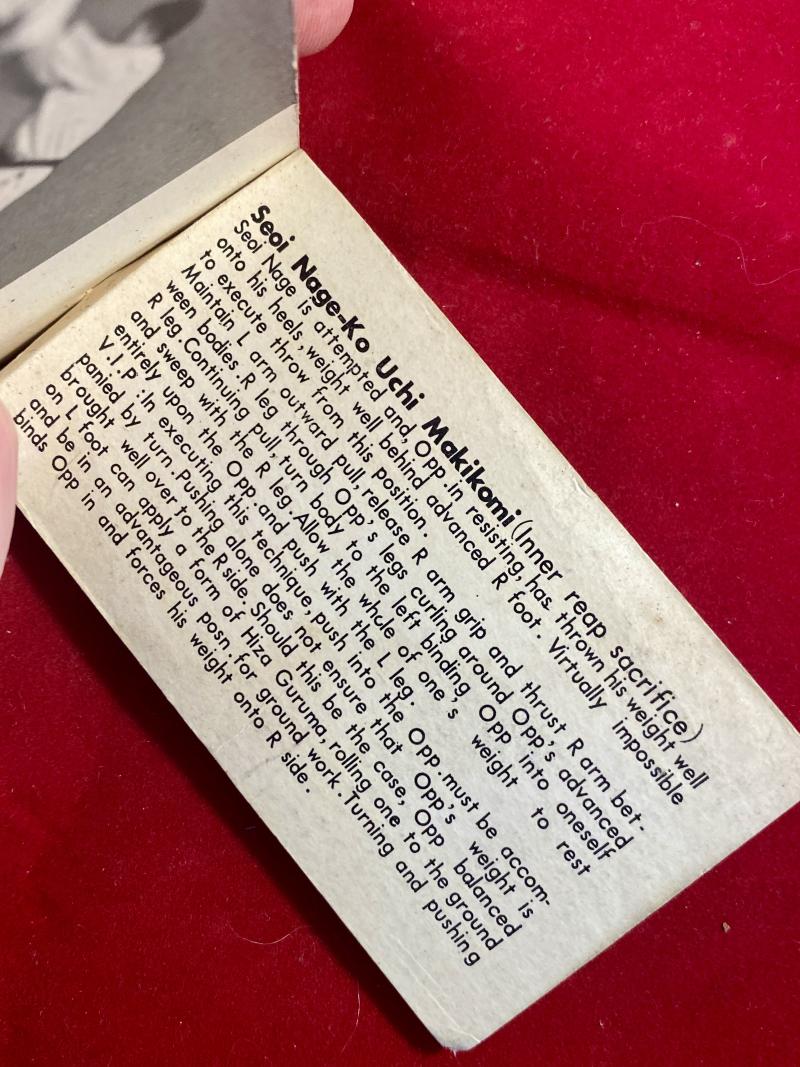 Seoi Nage-Ko Uchi Makikomi (Inner reap sacrifice)
Seoi Nage is attempted and, Opp. in resisting, has thrown his weight well
onto his heels, weight well behind advanced R foot. Virtually impossible
to execute throw from this position.
Maintain L arm outward pull, release R arm grip and thrust R arm bet-
ween bodies. R leg through Opp's legs curling around Opp's advanced
R leg. Continuing pull, turn body to the left binding Opp into oneself
and sweep with the R leg. Allow the whole of one's weight to rest
entirely upon the Opp. and push with the L leg.
V.I.P :In executing this technique, push into the Opp. must be accom-
panied by turn. Pushing alone does not ensure that Opp's weight is
brought well over to the R side. Should this be the case, Opp balanced
on L foot can apply a form of Hiza Guruma, rolling one to the ground
and be in an advantageous posn. for ground work. Turning and pushing
binds Opp in and forces his weight onto R side.